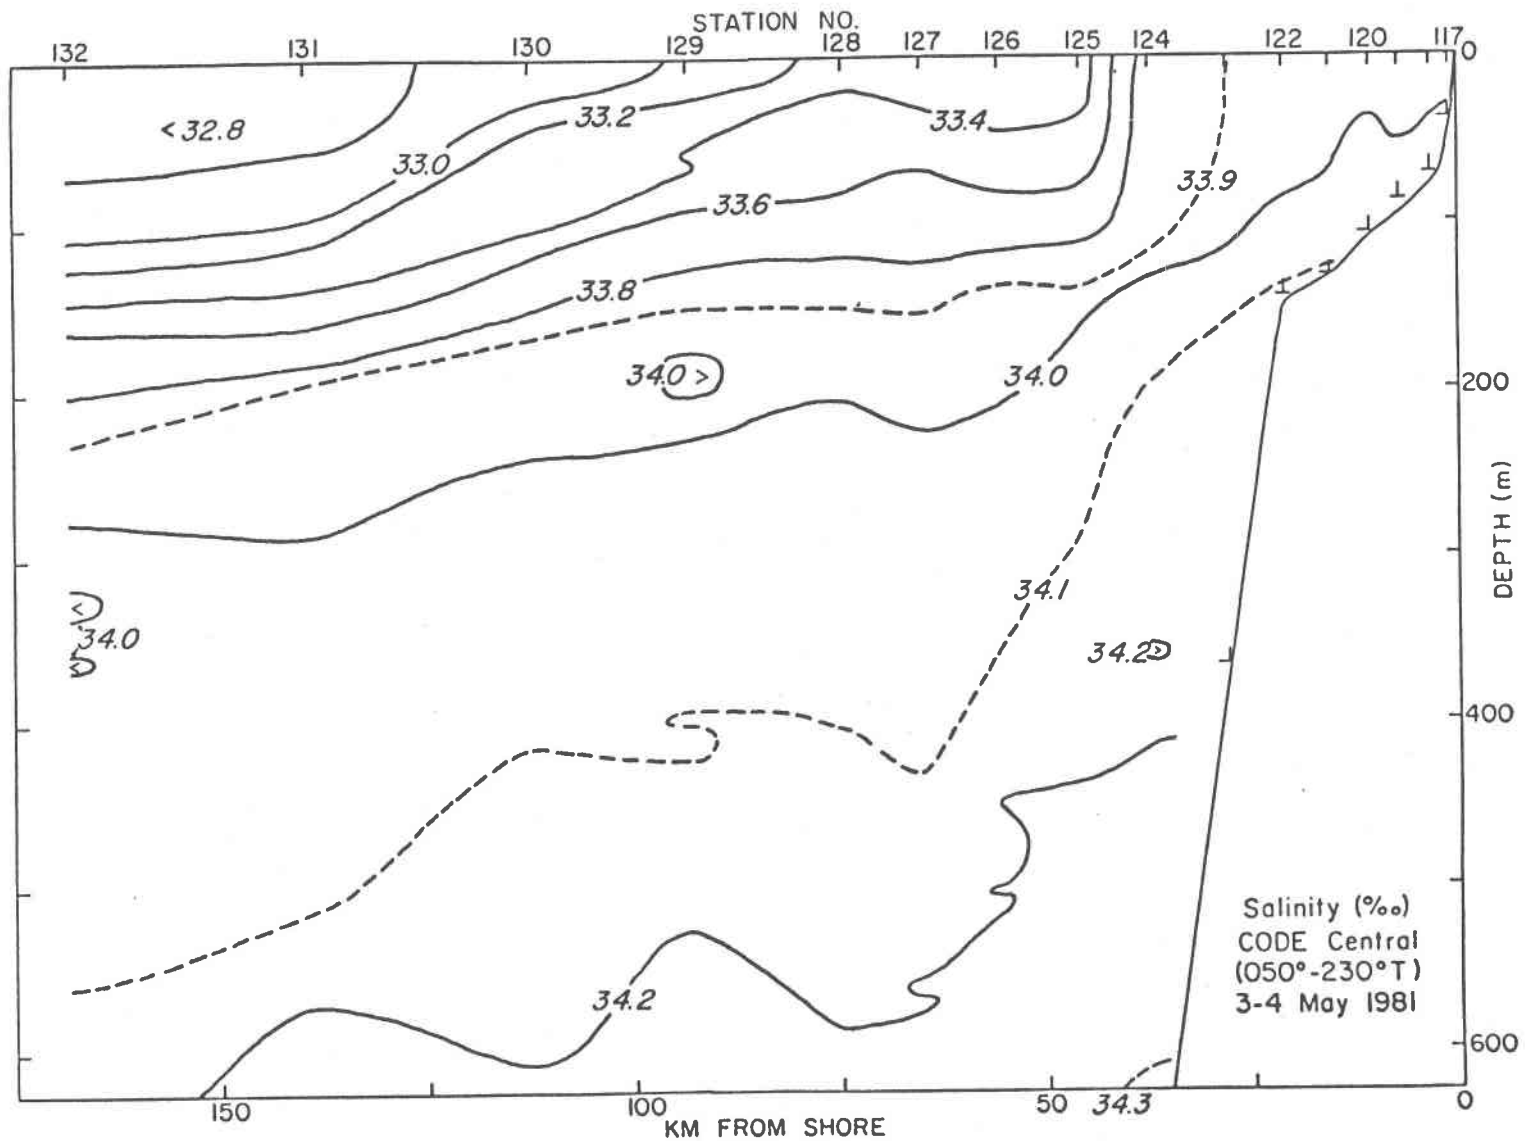 STATION NO.
132 131 130 129 128 127 126 125 124 122 120 117
0
<32.8
33.0
33.2
33.4
33.6
33.9
33.8
34.0 >
34.0
200
DEPTH (m)
<
34.0
<
34.1
34.2 >
400
34.2
Salinity (‰)
CODE Central
(050°-230°T)
3-4 May 1981
600
150 100 50 34.3 0
KM FROM SHORE